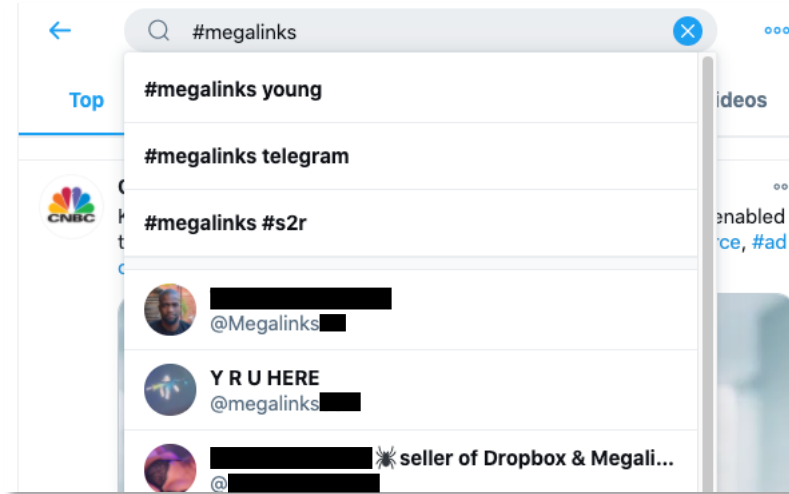 #megalinks
Top
ideos
#megalinks young
#megalinks telegram
#megalinks #s2r
CNBC
enabled
rce, #ad
@Megalinks
Y R U HERE
@megalinks
seller of Dropbox & Megali...
@